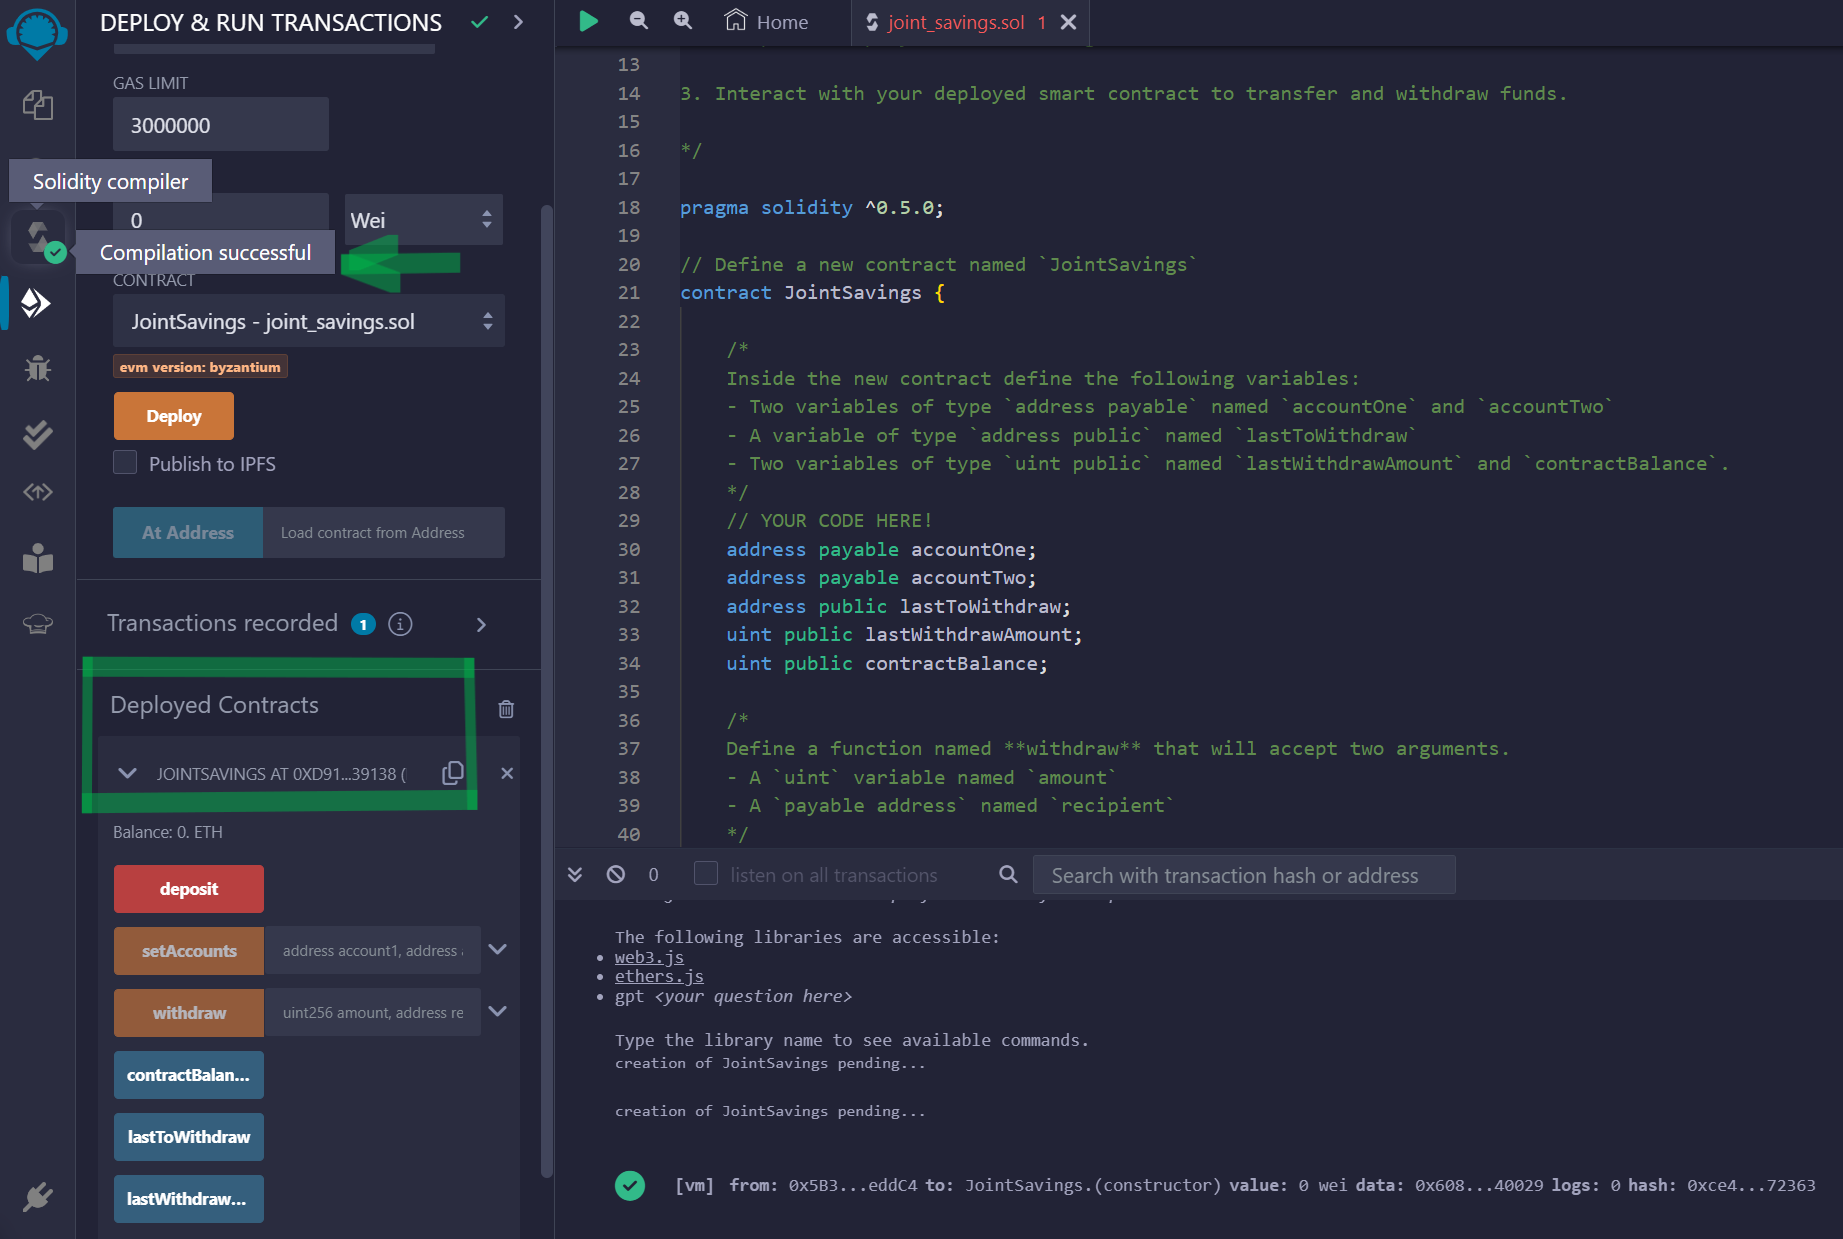 DEPLOY & RUN TRANSACTIONS
GAS LIMIT
3000000
Solidity compiler
0
Wei
Compilation successful
CONTRACT
JointSavings - joint_savings.sol
evm version: byzantium
Deploy
Publish to IPFS
At Address
Load contract from Address
Transactions recorded 1 i
Deployed Contracts
JOINTSAVINGS AT 0XD91...39138 (
Balance: 0. ETH
deposit
setAccounts
address account1, address
withdraw
uint256 amount, address re
contractBalan...
lastToWithdraw
lastWithdraw...
Home
joint_savings.sol 1
13
14 3. Interact with your deployed smart contract to transfer and withdraw funds.
15
16 */
17
18 pragma solidity ^0.5.0;
19
20 // Define a new contract named `JointSavings`
21 contract JointSavings {
22
23 /*
24 Inside the new contract define the following variables:
25 - Two variables of type `address payable` named `accountOne` and `accountTwo`
26 - A variable of type `address public` named `lastToWithdraw`
27 - Two variables of type `uint public` named `lastWithdrawAmount` and `contractBalance`.
28 */
29 // YOUR CODE HERE!
30 address payable accountOne;
31 address payable accountTwo;
32 address public lastToWithdraw;
33 uint public lastWithdrawAmount;
34 uint public contractBalance;
35
36 /*
37 Define a function named **withdraw** that will accept two arguments.
38 - A `uint` variable named `amount`
39 - A `payable address` named `recipient`
40 */
0
listen on all transactions
Search with transaction hash or address
The following libraries are accessible:
• web3.js
• ethers.js
• gpt <your question here>
Type the library name to see available commands.
creation of JointSavings pending...
creation of JointSavings pending...
[vm] from: 0x5B3...eddC4 to: JointSavings.(constructor) value: 0 wei data: 0x608...40029 logs: 0 hash: 0xce4...72363